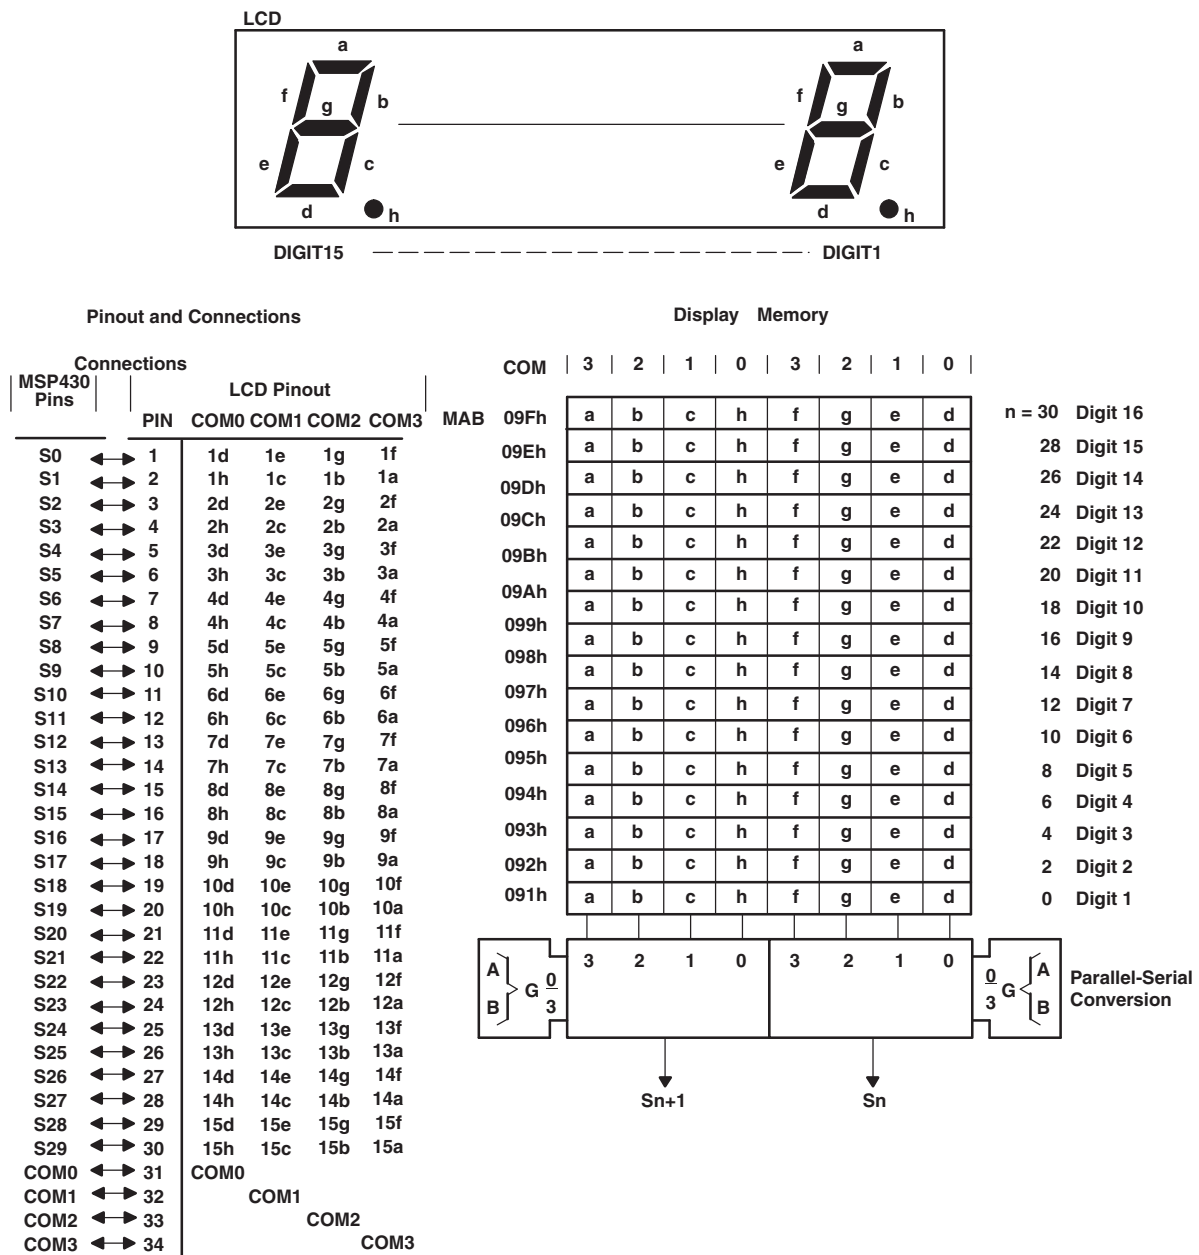 LCD
a
f
g
b
e
c
d
h
a
f
g
b
e
c
d
h
DIGIT15
DIGIT1
Pinout and Connections
Connections
MSP430 Pins
LCD Pinout
PIN COM0 COM1 COM2 COM3
S0 1 1d 1e 1g 1f
S1 2 1h 1c 1b 1a
S2 3 2d 2e 2g 2f
S3 4 2h 2c 2b 2a
S4 5 3d 3e 3g 3f
S5 6 3h 3c 3b 3a
S6 7 4d 4e 4g 4f
S7 8 4h 4c 4b 4a
S8 9 5d 5e 5g 5f
S9 10 5h 5c 5b 5a
S10 11 6d 6e 6g 6f
S11 12 6h 6c 6b 6a
S12 13 7d 7e 7g 7f
S13 14 7h 7c 7b 7a
S14 15 8d 8e 8g 8f
S15 16 8h 8c 8b 8a
S16 17 9d 9e 9g 9f
S17 18 9h 9c 9b 9a
S18 19 10d 10e 10g 10f
S19 20 10h 10c 10b 10a
S20 21 11d 11e 11g 11f
S21 22 11h 11c 11b 11a
S22 23 12d 12e 12g 12f
S23 24 12h 12c 12b 12a
S24 25 13d 13e 13g 13f
S25 26 13h 13c 13b 13a
S26 27 14d 14e 14g 14f
S27 28 14h 14c 14b 14a
S28 29 15d 15e 15g 15f
S29 30 15h 15c 15b 15a
COM0 31 COM0
COM1 32 COM1
COM2 33 COM2
COM3 34 COM3
Display Memory
COM 3 2 1 0 3 2 1 0
MAB 09Fh a b c h f g e d n = 30 Digit 16
09Eh a b c h f g e d 28 Digit 15
09Dh a b c h f g e d 26 Digit 14
09Ch a b c h f g e d 24 Digit 13
09Bh a b c h f g e d 22 Digit 12
a b c h f g e d 20 Digit 11
09Ah a b c h f g e d 18 Digit 10
099h a b c h f g e d 16 Digit 9
098h a b c h f g e d 14 Digit 8
097h a b c h f g e d 12 Digit 7
096h a b c h f g e d 10 Digit 6
095h a b c h f g e d 8 Digit 5
094h a b c h f g e d 6 Digit 4
093h a b c h f g e d 4 Digit 3
092h a b c h f g e d 2 Digit 2
091h a b c h f g e d 0 Digit 1
A
B
G 0
3
3 2 1 0 3 2 1 0
0
3 G
A
B
Parallel-Serial
Conversion
Sn+1
Sn